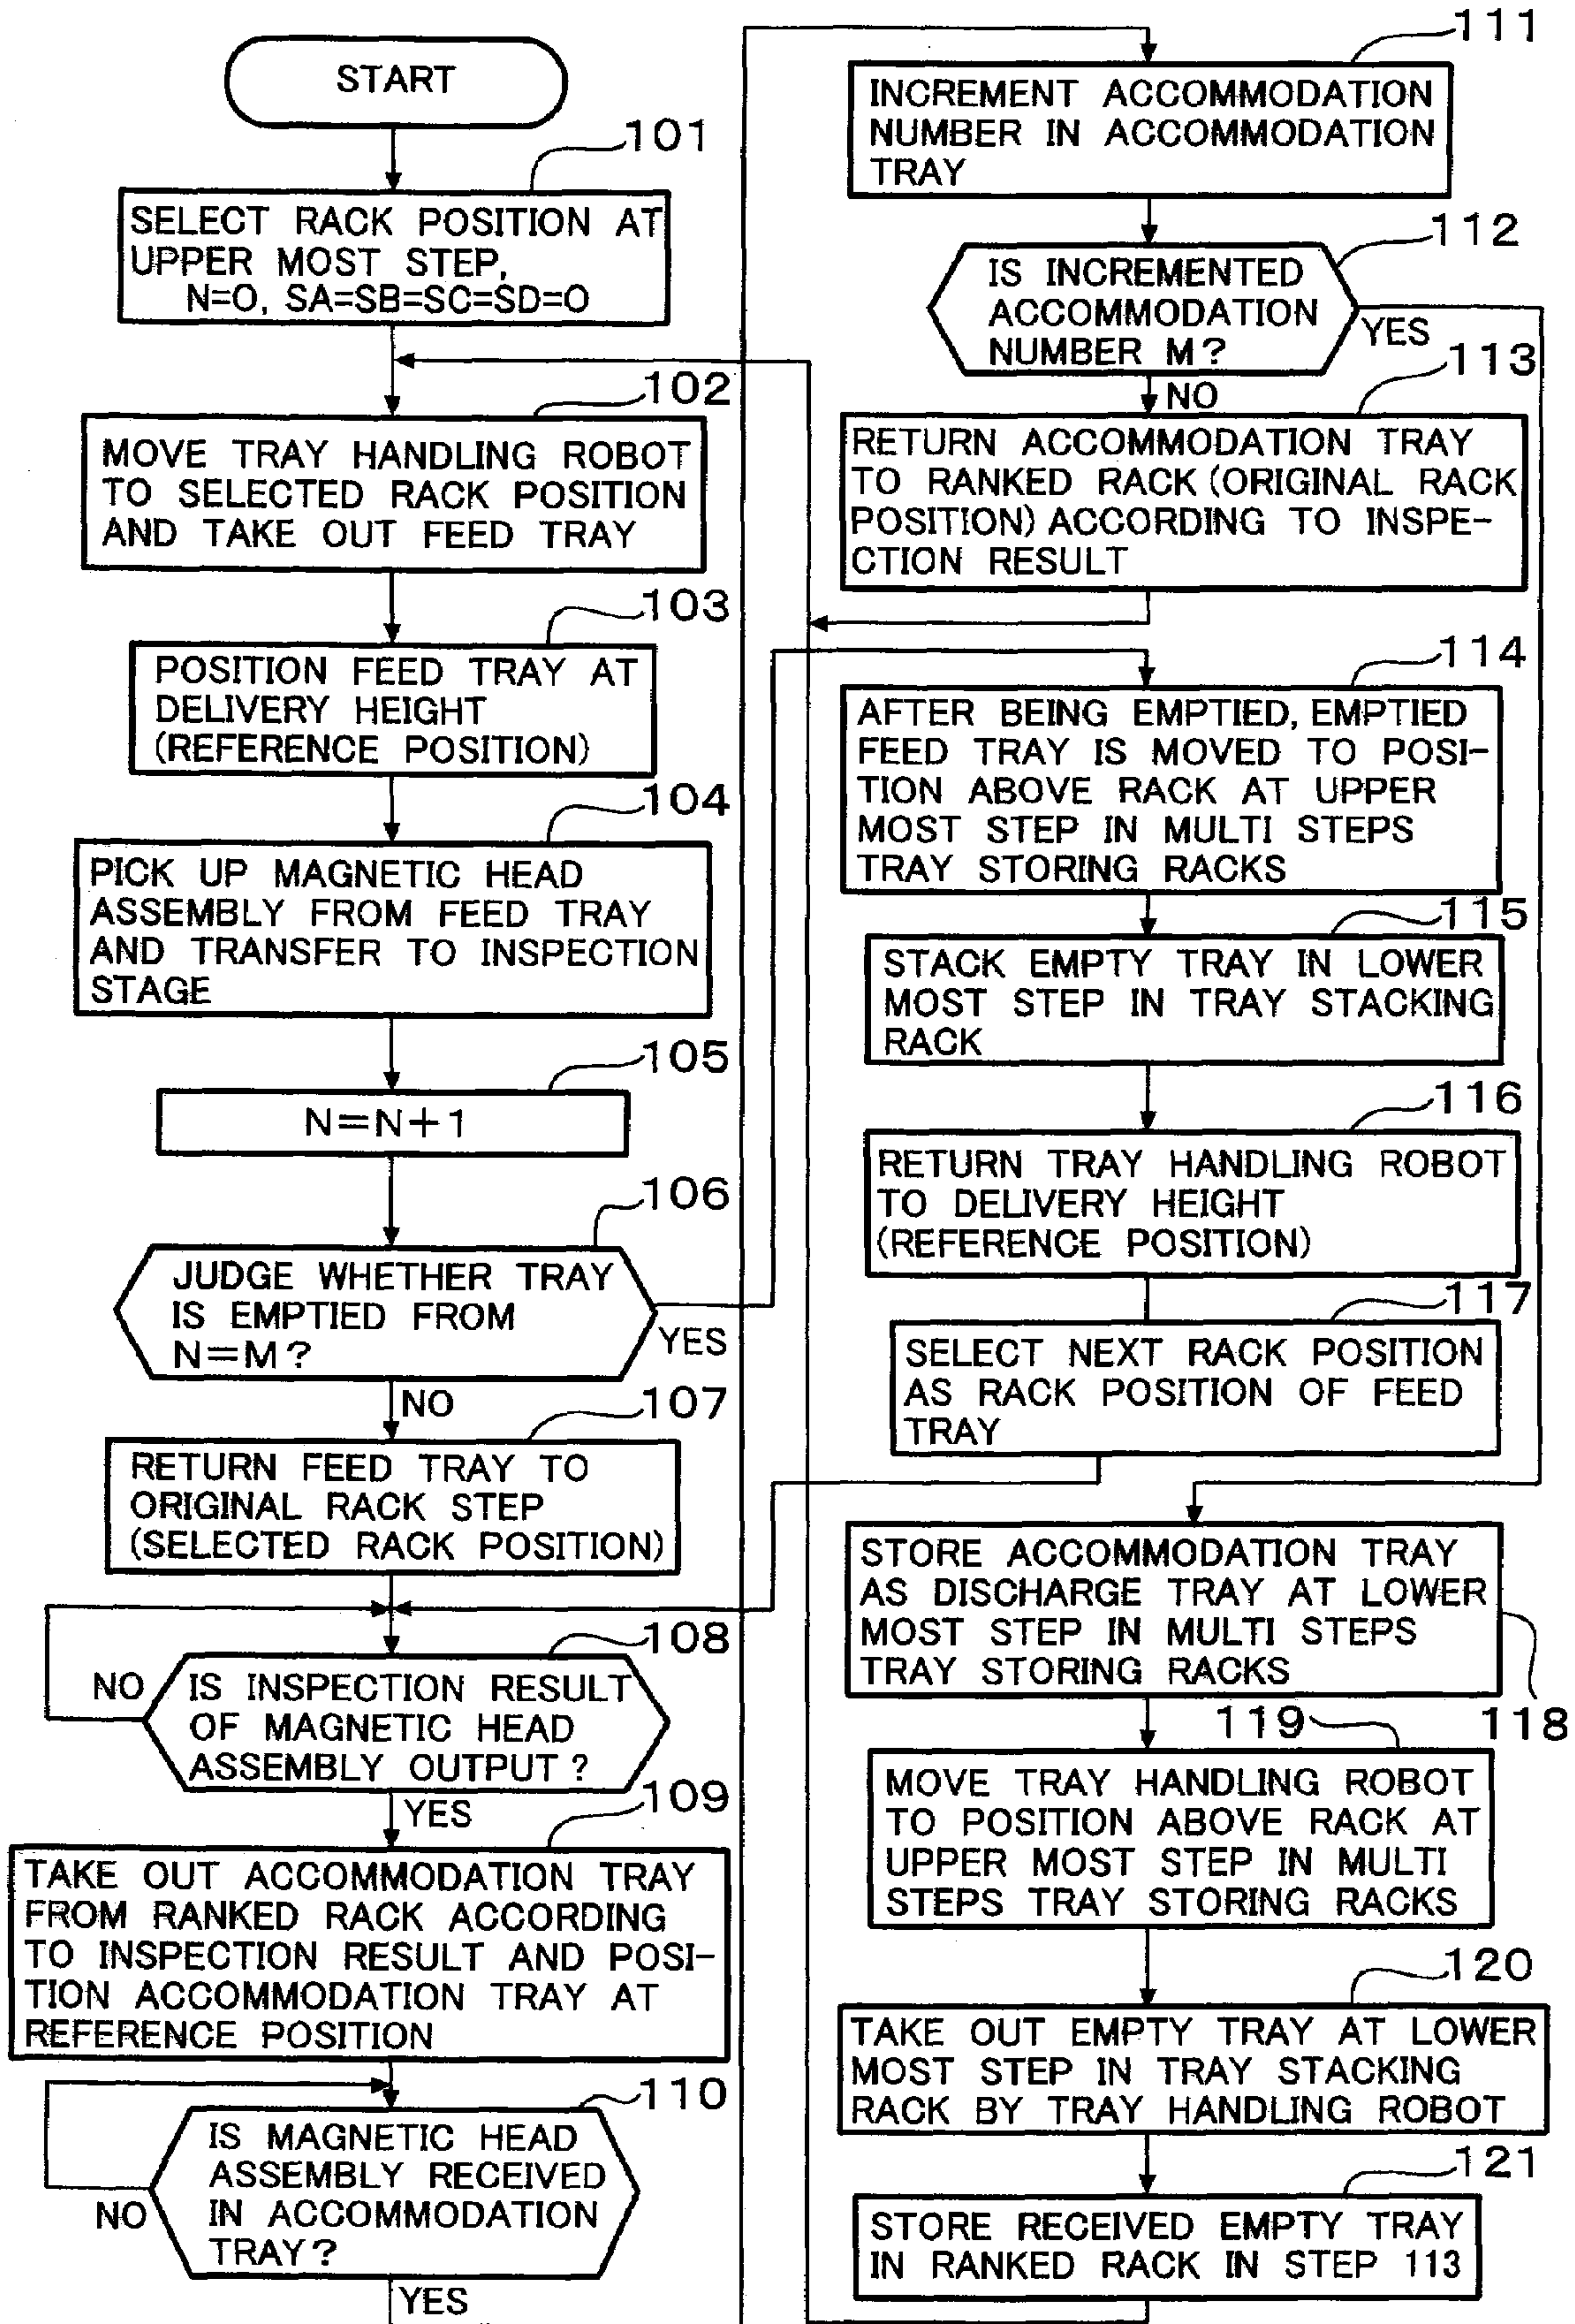 START
101
SELECT RACK POSITION AT
UPPER MOST STEP,
N=0, SA=SB=SC=SD=0
102
MOVE TRAY HANDLING ROBOT
TO SELECTED RACK POSITION
AND TAKE OUT FEED TRAY
103
POSITION FEED TRAY AT
DELIVERY HEIGHT
(REFERENCE POSITION)
104
PICK UP MAGNETIC HEAD
ASSEMBLY FROM FEED TRAY
AND TRANSFER TO INSPECTION
STAGE
105
N=N+1
106
JUDGE WHETHER TRAY
IS EMPTIED FROM
N=M?
YES
NO
107
RETURN FEED TRAY TO
ORIGINAL RACK STEP
(SELECTED RACK POSITION)
108
NO
IS INSPECTION RESULT
OF MAGNETIC HEAD
ASSEMBLY OUTPUT?
YES
109
TAKE OUT ACCOMMODATION TRAY
FROM RANKED RACK ACCORDING
TO INSPECTION RESULT AND POSI-
TION ACCOMMODATION TRAY AT
REFERENCE POSITION
110
IS MAGNETIC HEAD
ASSEMBLY RECEIVED
IN ACCOMMODATION
TRAY?
NO
YES
111
INCREMENT ACCOMMODATION
NUMBER IN ACCOMMODATION
TRAY
112
IS INCREMENTED
ACCOMMODATION
NUMBER M?
YES
NO
113
RETURN ACCOMMODATION TRAY
TO RANKED RACK (ORIGINAL RACK
POSITION) ACCORDING TO INSPE-
CTION RESULT
114
AFTER BEING EMPTIED, EMPTIED
FEED TRAY IS MOVED TO POSI-
TION ABOVE RACK AT UPPER
MOST STEP IN MULTI STEPS
TRAY STORING RACKS
115
STACK EMPTY TRAY IN LOWER
MOST STEP IN TRAY STACKING
RACK
116
RETURN TRAY HANDLING ROBOT
TO DELIVERY HEIGHT
(REFERENCE POSITION)
117
SELECT NEXT RACK POSITION
AS RACK POSITION OF FEED
TRAY
STORE ACCOMMODATION TRAY
AS DISCHARGE TRAY AT LOWER
MOST STEP IN MULTI STEPS
TRAY STORING RACKS
118
119
MOVE TRAY HANDLING ROBOT
TO POSITION ABOVE RACK AT
UPPER MOST STEP IN MULTI
STEPS TRAY STORING RACKS
120
TAKE OUT EMPTY TRAY AT LOWER
MOST STEP IN TRAY STACKING
RACK BY TRAY HANDLING ROBOT
121
STORE RECEIVED EMPTY TRAY
IN RANKED RACK IN STEP 113